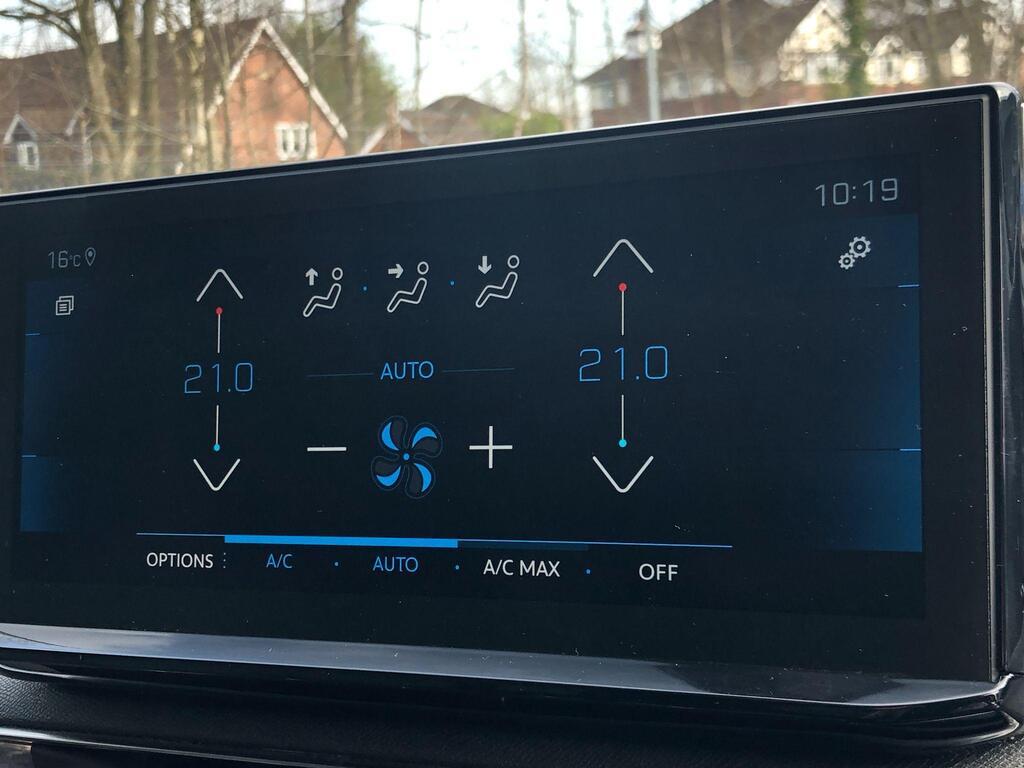 10:19
16°C
21.0
AUTO
21.0
OPTIONS A/C AUTO A/C MAX OFF